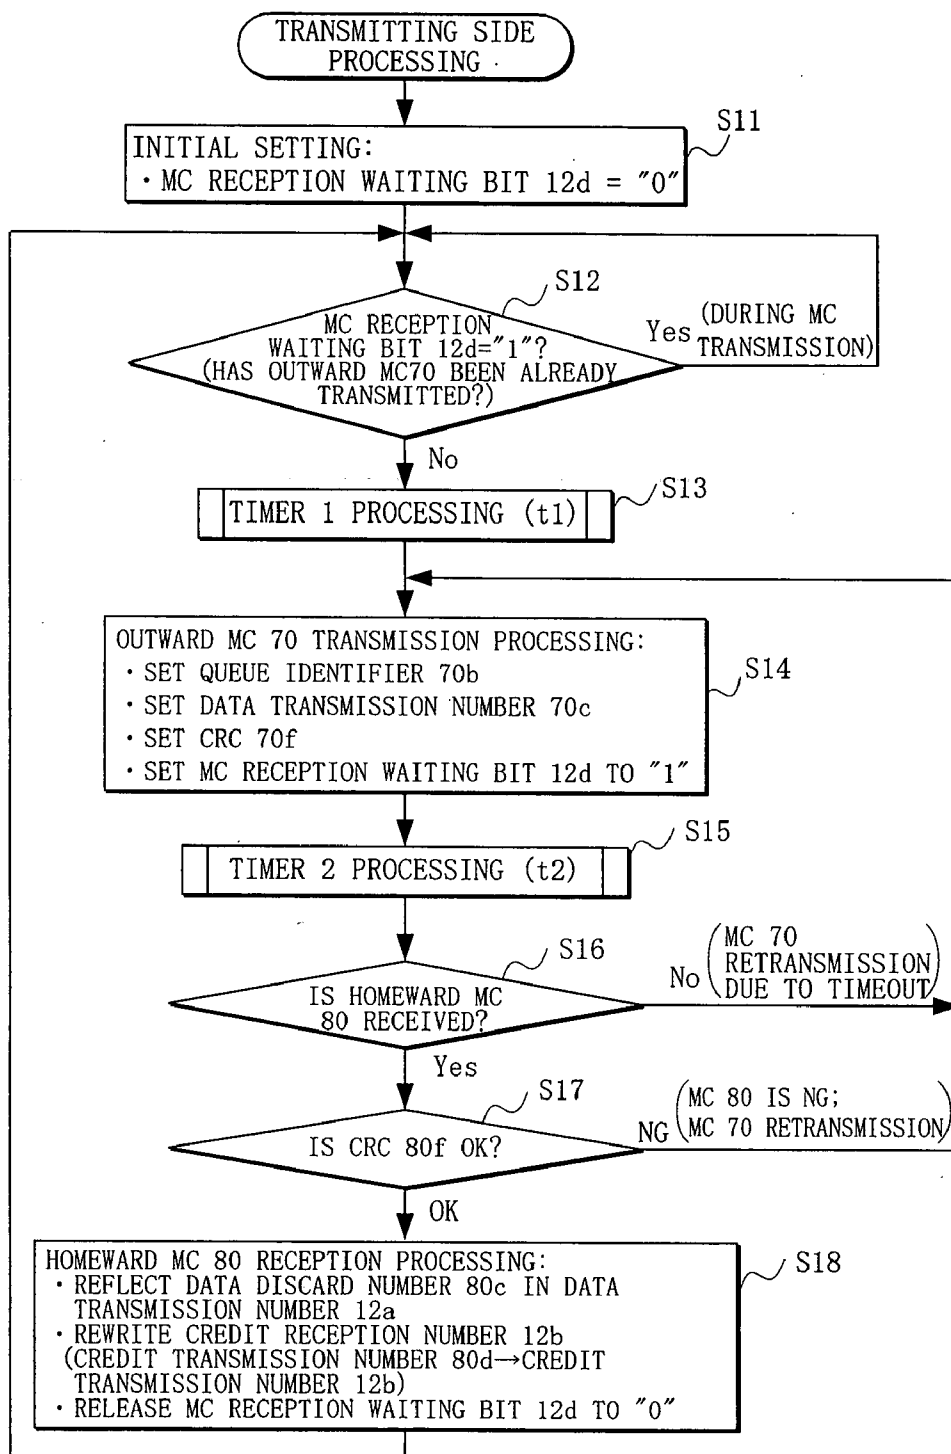 TRANSMITTING SIDE
PROCESSING
S11
INITIAL SETTING:
・MC RECEPTION WAITING BIT 12d = "0"
S12
MC RECEPTION
WAITING BIT 12d="1"?
(HAS OUTWARD MC70 BEEN ALREADY
TRANSMITTED?)
Yes
(DURING MC
TRANSMISSION)
No
S13
TIMER 1 PROCESSING (t1)
OUTWARD MC 70 TRANSMISSION PROCESSING:
・SET QUEUE IDENTIFIER 70b
・SET DATA TRANSMISSION NUMBER 70c
・SET CRC 70f
・SET MC RECEPTION WAITING BIT 12d TO "1"
S14
S15
TIMER 2 PROCESSING (t2)
S16
IS HOMEWARD MC
80 RECEIVED?
No
(MC 70
RETRANSMISSION
DUE TO TIMEOUT)
Yes
S17
IS CRC 80f OK?
NG
(MC 80 IS NG;
MC 70 RETRANSMISSION)
OK
S18
HOMEWARD MC 80 RECEPTION PROCESSING:
・REFLECT DATA DISCARD NUMBER 80c IN DATA
TRANSMISSION NUMBER 12a
・REWRITE CREDIT RECEPTION NUMBER 12b
(CREDIT TRANSMISSION NUMBER 80d→CREDIT
TRANSMISSION NUMBER 12b)
・RELEASE MC RECEPTION WAITING BIT 12d TO "0"